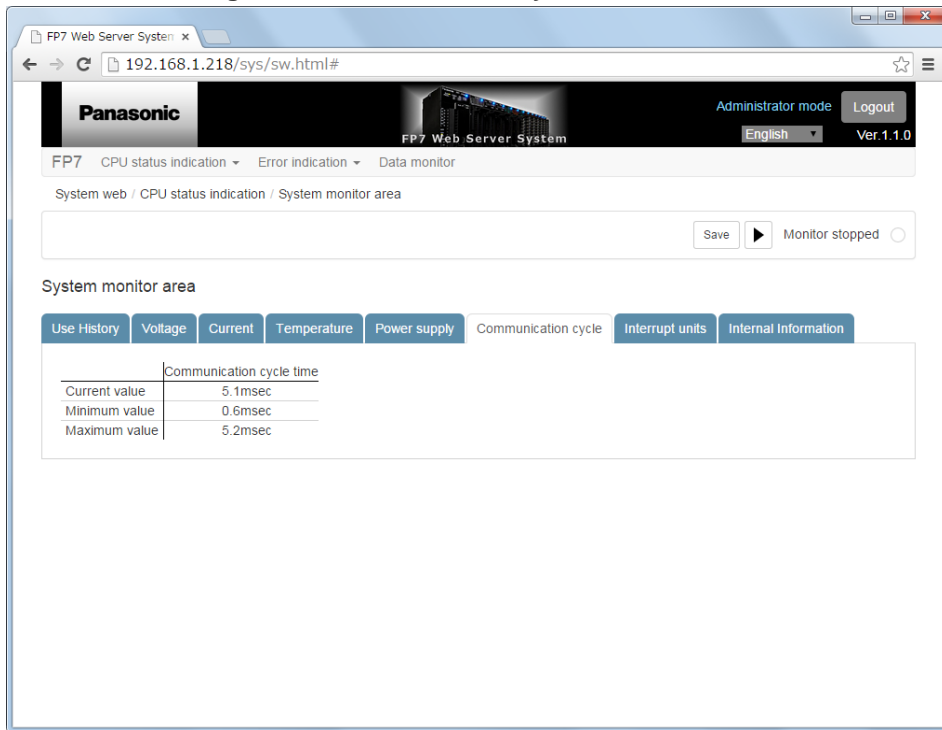 FP7 Web Server System
192.168.1.218/sys/sw.html#
Panasonic
FP7 Web Server System
Administrator mode
Logout
English
Ver.1.1.0
FP7 CPU status indication Error indication Data monitor
System web / CPU status indication / System monitor area
Save Monitor stopped
System monitor area
Use History Voltage Current Temperature Power supply Communication cycle Interrupt units Internal Information
Communication cycle time
Current value 5.1msec
Minimum value 0.6msec
Maximum value 5.2msec